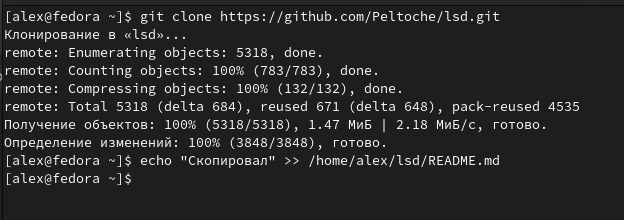 [alex@fedora ~]$ git clone https://github.com/Peltoche/lsd.git
Клонирование в «lsd»...
remote: Enumerating objects: 5318, done.
remote: Counting objects: 100% (783/783), done.
remote: Compressing objects: 100% (132/132), done.
remote: Total 5318 (delta 684), reused 671 (delta 648), pack-reused 4535
Получение объектов: 100% (5318/5318), 1.47 МиБ | 2.18 МиБ/с, готово.
Определение изменений: 100% (3848/3848), готово.
[alex@fedora ~]$ echo "Скопировал" >> /home/alex/lsd/README.md
[alex@fedora ~]$